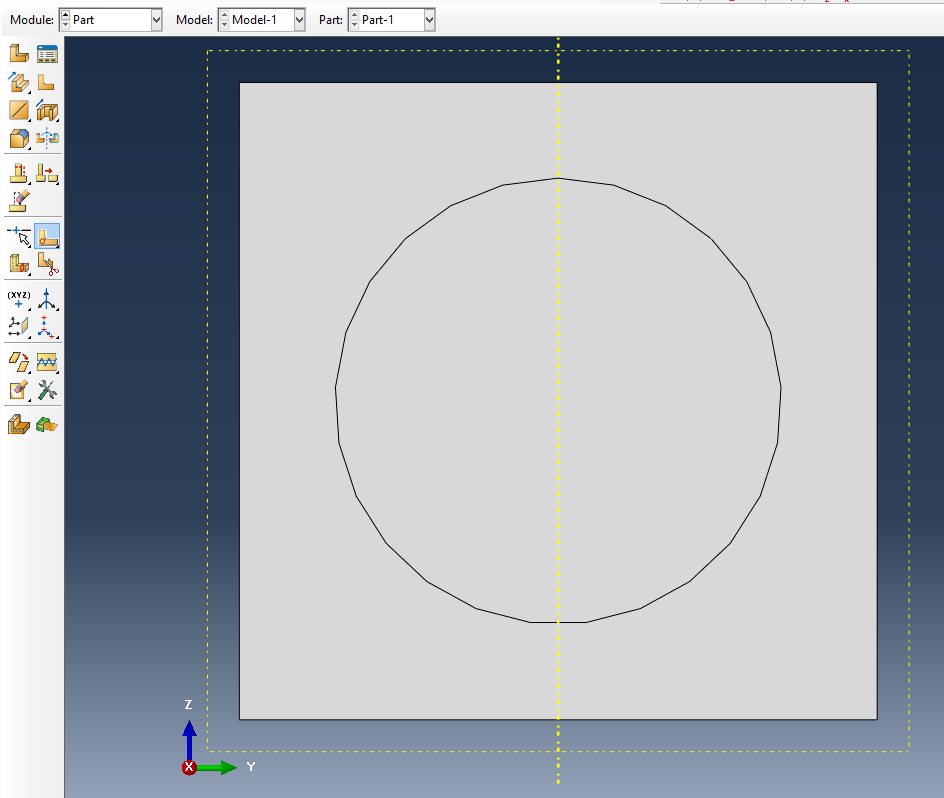 Module: Part Model: Model-1 Part: Part-1
(XYZ)
Z
X Y